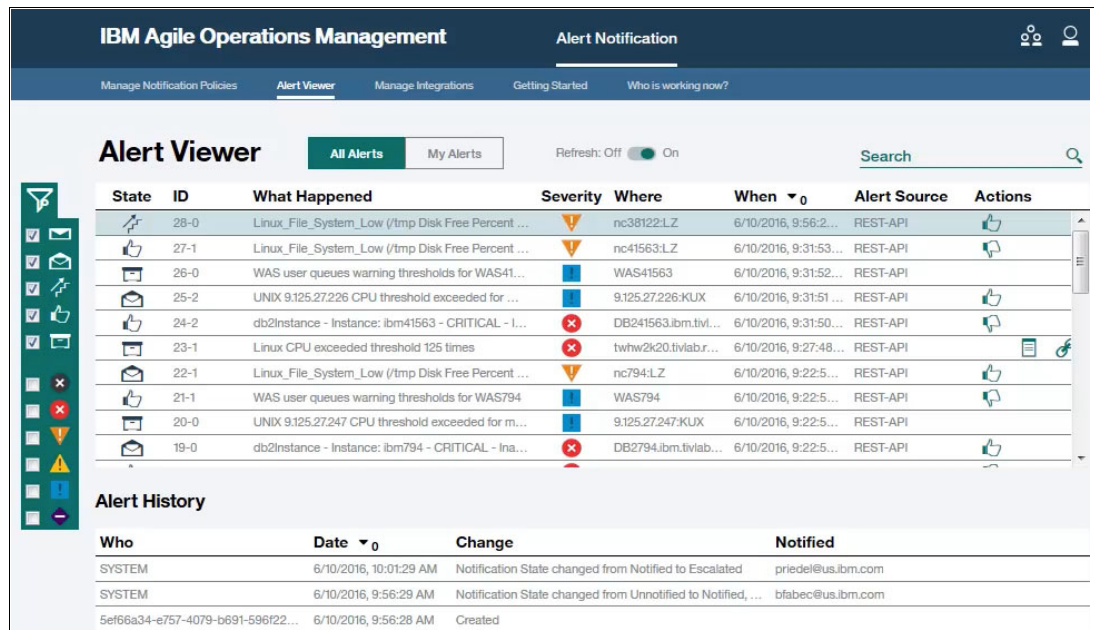 IBM Agile Operations Management Alert Notification
Manage Notification Policies Alert Viewer Manage Integrations Getting Started Who is working now?
Alert Viewer All Alerts My Alerts Refresh: Off On Search
State ID What Happened Severity Where When 0 Alert Source Actions
28-0 Linux_File_System_Low (/tmp Disk Free Percent ... nc38122:LZ 6/10/2016, 9:56:2... REST-API
27-1 Linux_File_System_Low (/tmp Disk Free Percent ... nc41563:LZ 6/10/2016, 9:31:53... REST-API
26-0 WAS user queues warning thresholds for WAS41... WAS41563 6/10/2016, 9:31:52... REST-API
25-2 UNIX 9.125.27.226 CPU threshold exceeded for ... 9.125.27.226:KUX 6/10/2016, 9:31:51 ... REST-API
24-2 db2Instance - Instance: ibm41563 - CRITICAL - I... DB241563.ibm.tivl... 6/10/2016, 9:31:50... REST-API
23-1 Linux CPU exceeded threshold 125 times twhw2k20.tivlab.r... 6/10/2016, 9:27:48... REST-API
22-1 Linux_File_System_Low (/tmp Disk Free Percent ... nc794:LZ 6/10/2016, 9:22:5... REST-API
21-1 WAS user queues warning thresholds for WAS794 WAS794 6/10/2016, 9:22:5... REST-API
20-0 UNIX 9.125.27.247 CPU threshold exceeded for m... 9.125.27.247:KUX 6/10/2016, 9:22:5... REST-API
19-0 db2Instance - Instance: ibm794 - CRITICAL - Ina... DB2794.ibm.tivlab... 6/10/2016, 9:22:5... REST-API
Alert History
Who Date 0 Change Notified
SYSTEM 6/10/2016, 10:01:29 AM Notification State changed from Notified to Escalated priedel@us.ibm.com
SYSTEM 6/10/2016, 9:56:29 AM Notification State changed from Unnotified to Notified, ... bfabec@us.ibm.com
5ef66a34-e757-4079-b691-596f22... 6/10/2016, 9:56:28 AM Created